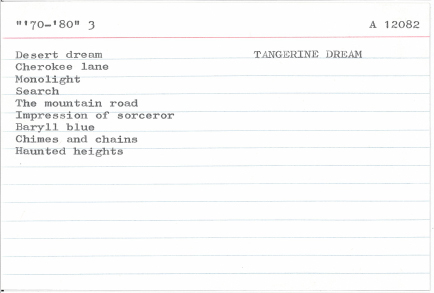 "'70-'80" 3 A 12082
Desert dream TANGERINE DREAM
Cherokee lane
Monolight
Search
The mountain road
Impression of sorceror
Baryll blue
Chimes and chains
Haunted heights